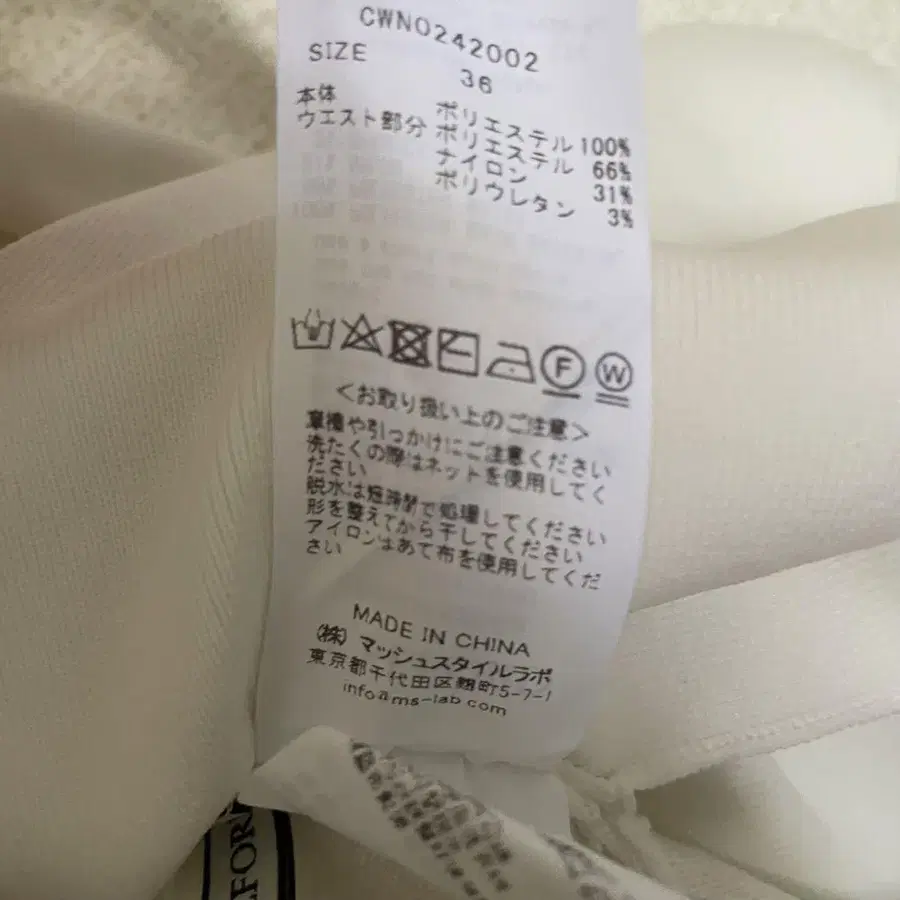 CWNO242002
SIZE 36
本体 ポリエステル 100%
ウエスト部分 ポリエステル 66%
ナイロン 31%
ポリウレタン 3%
F W
<お取り扱い上のご注意>
摩擦や引っかけにご注意ください
洗たくの際はネットを使用してく
ださい
脱水は短時間で処理してください
形を整えてから干してください
アイロンはあて布を使用してくだ
さい
MADE IN CHINA
(株)マッシュスタイルラボ
東京都千代田区麹町5-7-1
info@ms-lab.com